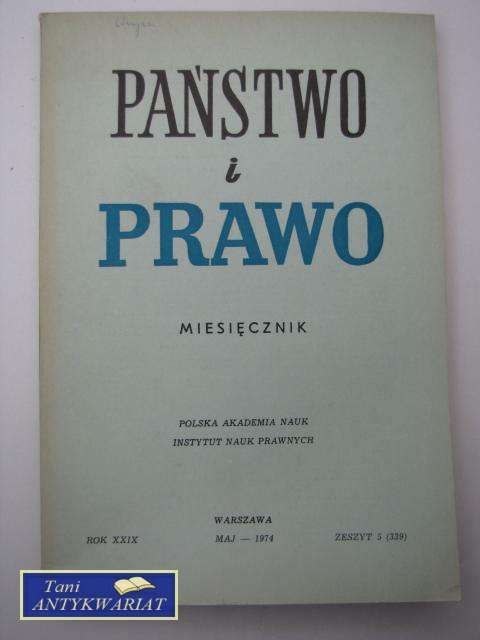 PAŃSTWO
i
PRAWO
MIESIĘCZNIK
POLSKA AKADEMIA NAUK
INSTYTUT NAUK PRAWNYCH
WARSZAWA
ROK XXIX MAJ — 1974 ZESZYT 5 (339)
Tani
ANTYKWARIAT